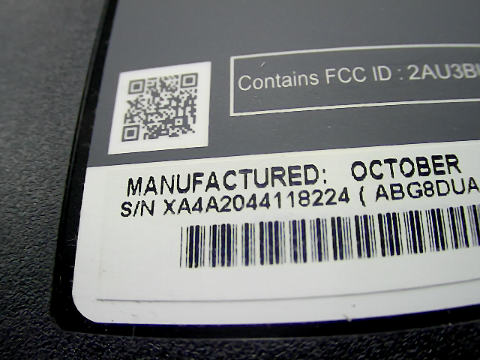 Contains FCC ID : 2AU3B
MANUFACTURED: OCTOBER
S/N XA4A2044118224 ( ABG8DUA